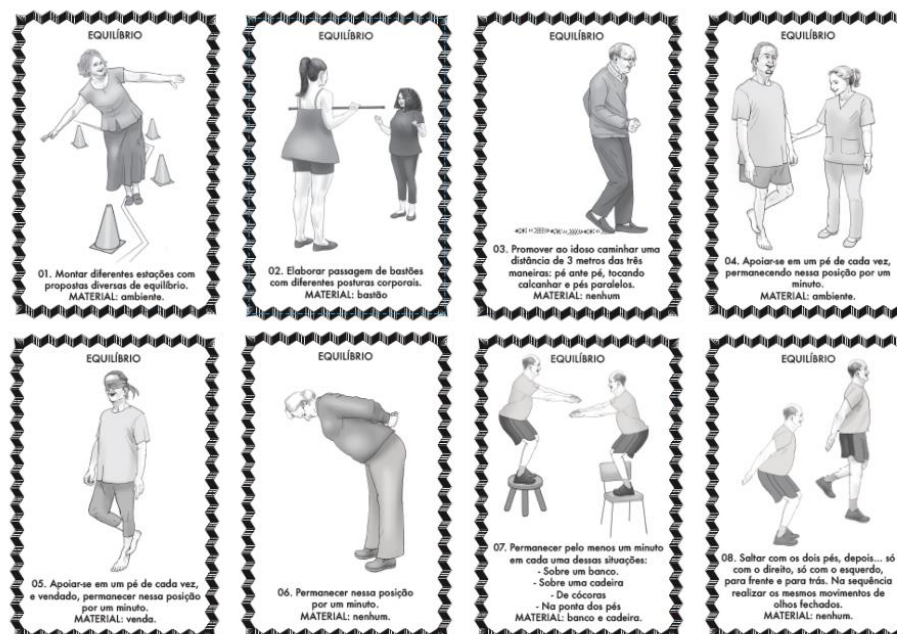 EQUILÍBRIO
01. Montar diferentes estações com
propostas diversas de equilíbrio.
MATERIAL: ambiente.
EQUILÍBRIO
02. Elaborar passagem de bastões
com diferentes posturas corporais.
MATERIAL: bastão
EQUILÍBRIO
03. Promover ao idoso caminhar uma
distância de 3 metros das três
maneiras: pé ante pé, tocando
calcanhar e pés paralelos.
MATERIAL: nenhum
EQUILÍBRIO
04. Apoiar-se em um pé de cada vez,
permanecendo nessa posição por um
minuto.
MATERIAL: ambiente.
EQUILÍBRIO
05. Apoiar-se em um pé de cada vez,
e vendado, permanecer nessa posição
por um minuto.
MATERIAL: venda.
EQUILÍBRIO
06. Permanecer nessa posição
por um minuto.
MATERIAL: nenhum.
EQUILÍBRIO
07. Permanecer pelo menos um minuto
em cada uma dessas situações:
- Sobre um banco.
- Sobre uma cadeira
- De cócoras
- Na ponta dos pés
MATERIAL: banco e cadeira.
EQUILÍBRIO
08. Saltar com os dois pés, depois... só
com o direito, só com o esquerdo,
para frente e para trás. Na sequência
realizar os mesmos movimentos de
olhos fechados.
MATERIAL: nenhum.